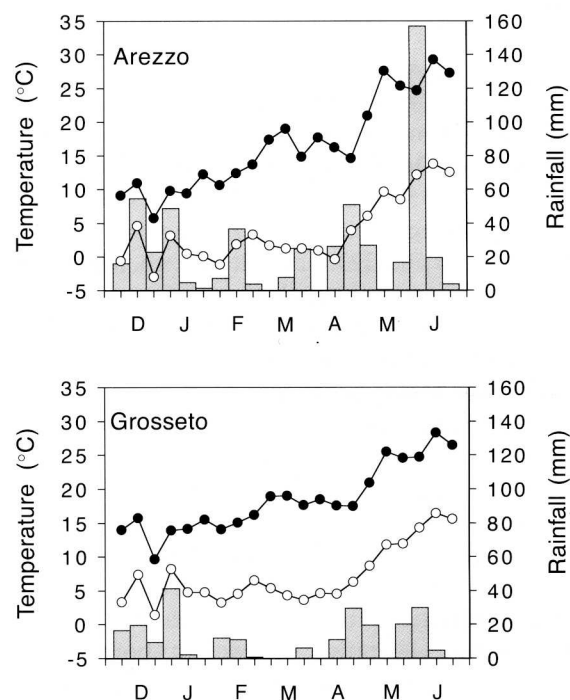 35 160
30 Arezzo 140
25 120
20 100
15 80
10 60
5 40
0 20
-5 0
Temperature (°C)
Rainfall (mm)
D J F M A M J
35 160
30 Grosseto 140
25 120
20 100
15 80
10 60
5 40
0 20
-5 0
Temperature (°C)
Rainfall (mm)
D J F M A M J